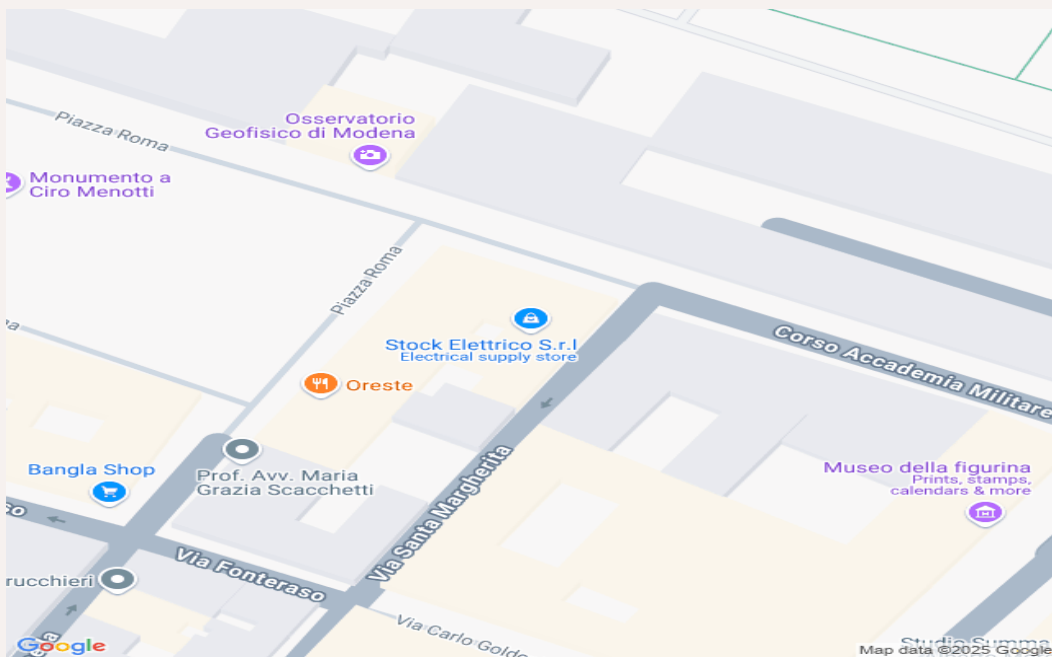 Osservatorio
Geofisico di Modena
Piazza Roma
Monumento a
Ciro Menotti
Piazza Roma
Stock Elettrico S.r.l
Electrical supply store
Corso Accademia Militare
Oreste
Bangla Shop
Prof. Avv. Maria
Grazia Scacchetti
Via Santa Margherita
Museo della figurina
Prints, stamps,
calendars & more
Via Fonteraso
rucchieri
Via Carlo Goldo
Studio Summa
Google
Map data ©2025 Google